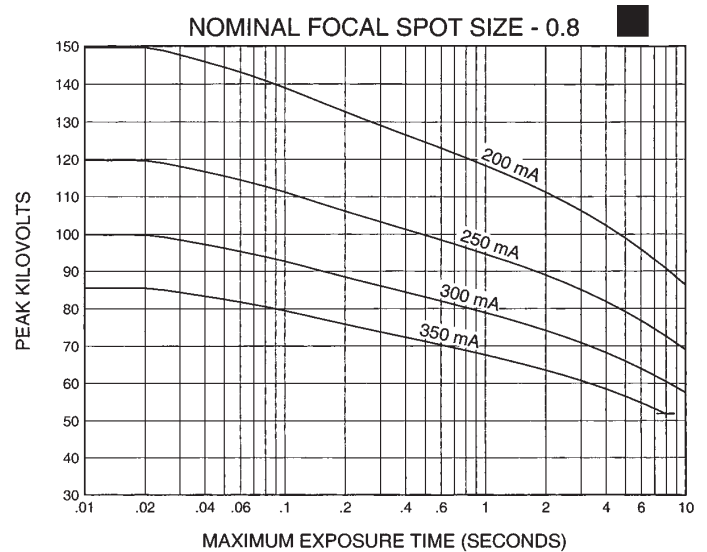 NOMINAL FOCAL SPOT SIZE - 0.8
150
140
130
120
110
100
90
80
70
60
50
40
30
PEAK KILOVOLTS
200 mA
250 mA
300 mA
350 mA
.01 .02 .04 .06 .1 .2 .4 .6 1 2 4 6 10
MAXIMUM EXPOSURE TIME (SECONDS)